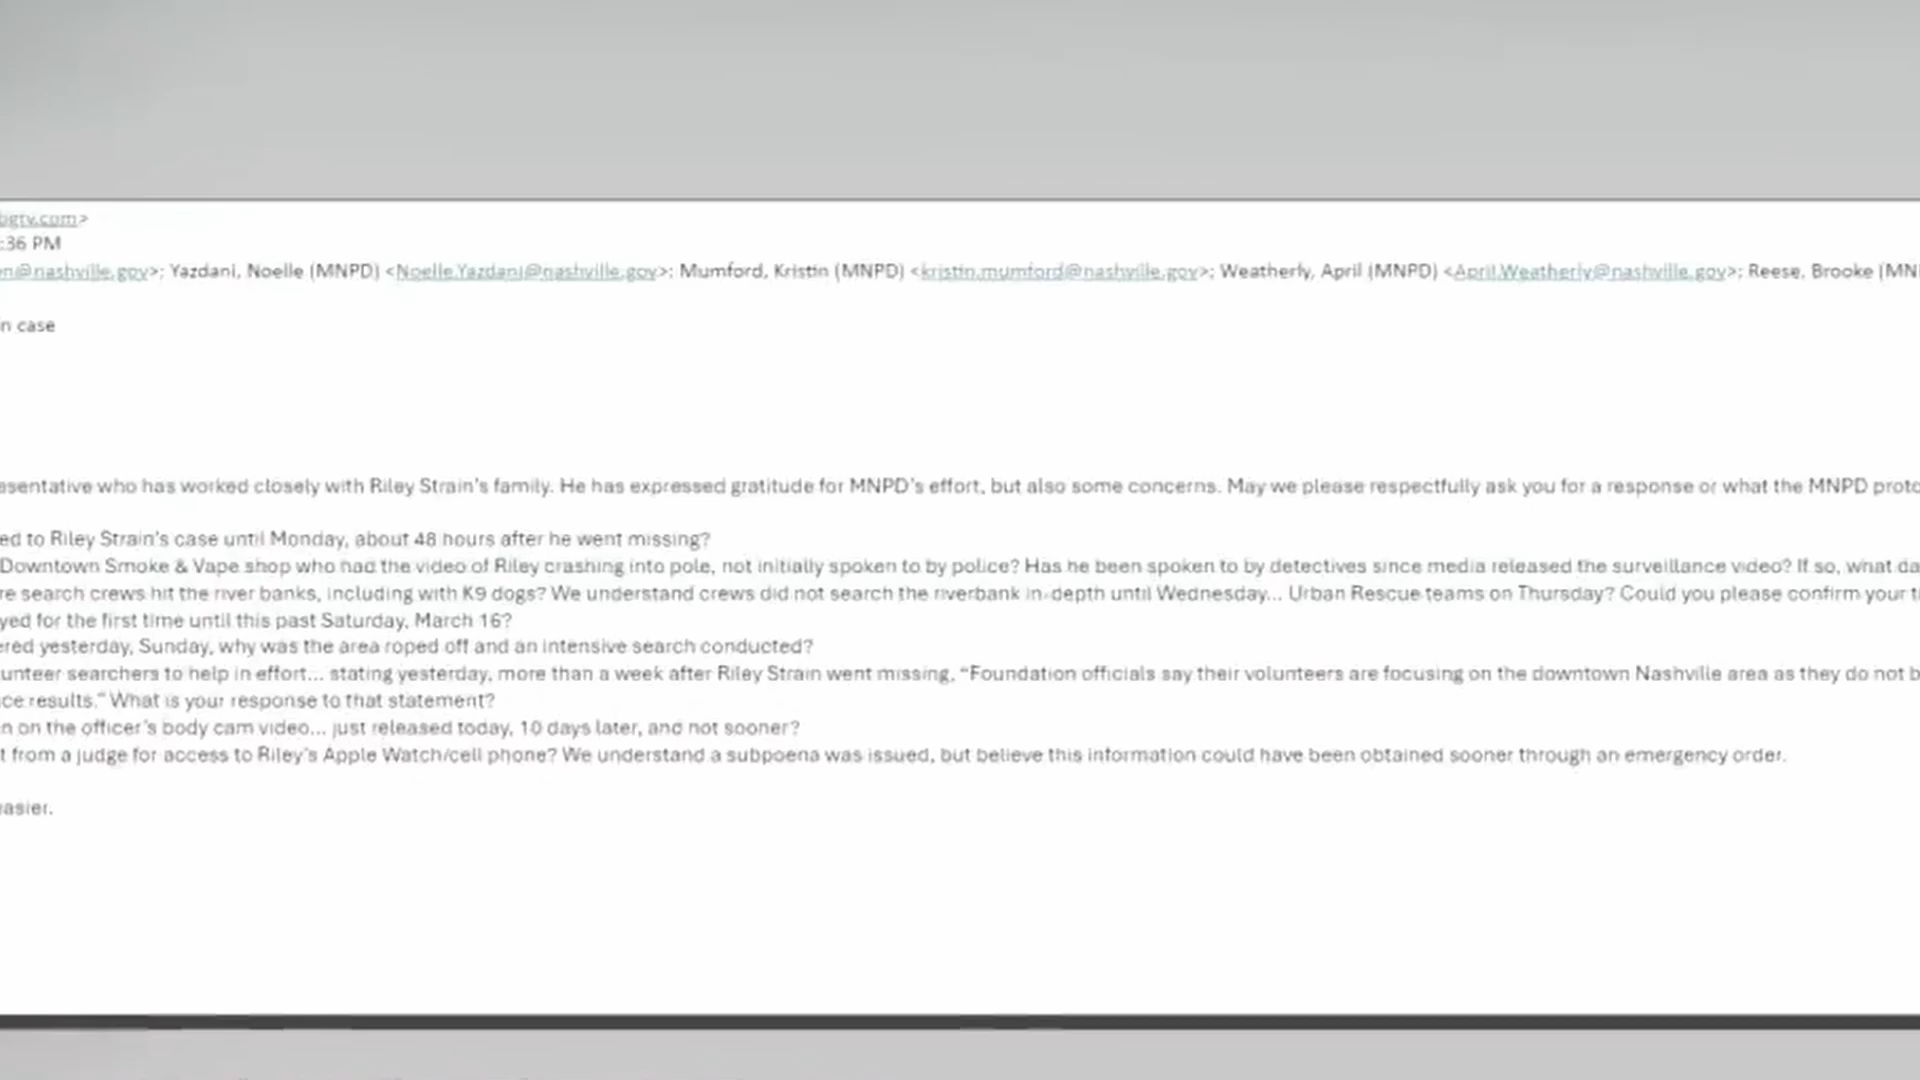 bgtv.com>
:36 PM
en@nashville.gov>; Yazdani, Noelle (MNPD) <Noelle.Yazdani@nashville.gov>; Mumford, Kristin (MNPD) <kristin.mumford@nashville.gov>; Weatherly, April (MNPD) <April.Weatherly@nashville.gov>; Reese, Brooke (MN
n case
esentative who has worked closely with Riley Strain's family. He has expressed gratitude for MNPD's effort, but also some concerns. May we please respectfully ask you for a response or what the MNPD proto
ed to Riley Strain's case until Monday, about 48 hours after he went missing?
Downtown Smoke & Vape shop who had the video of Riley crashing into pole, not initially spoken to by police? Has he been spoken to by detectives since media released the surveillance video? If so, what da
re search crews hit the river banks, including with K9 dogs? We understand crews did not search the riverbank in-depth until Wednesday... Urban Rescue teams on Thursday? Could you please confirm your ti
yed for the first time until this past Saturday, March 16?
ered yesterday, Sunday, why was the area roped off and an intensive search conducted?
unteer searchers to help in effort... stating yesterday, more than a week after Riley Strain went missing, “Foundation officials say their volunteers are focusing on the downtown Nashville area as they do not b
ce results.” What is your response to that statement?
n on the officer's body cam video... just released today, 10 days later, and not sooner?
t from a judge for access to Riley's Apple Watch/cell phone? We understand a subpoena was issued, but believe this information could have been obtained sooner through an emergency order.
easier.